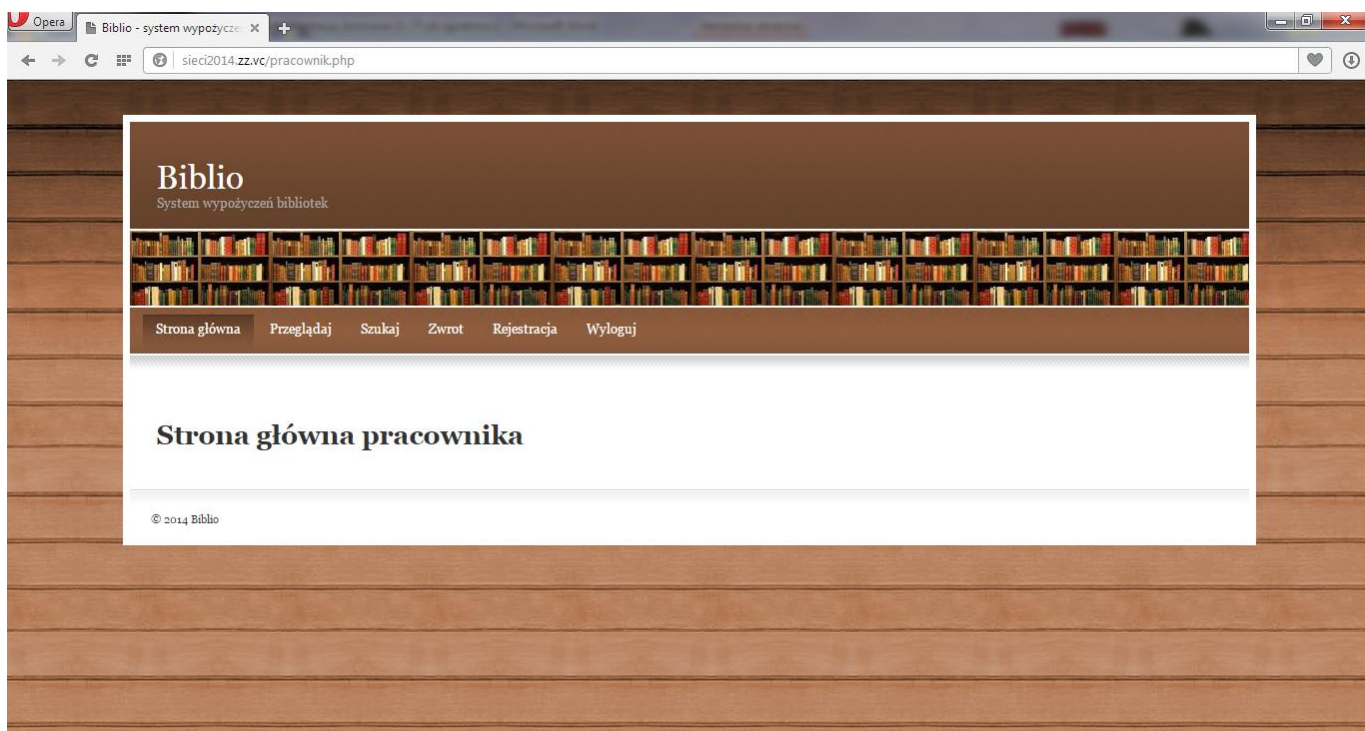 Opera
Biblio - system wypożycze
sieci2014.zz.vc/pracownik.php
Biblio
System wypożyczeń bibliotek
Strona główna Przeglądaj Szukaj Zwrot Rejestracja Wyloguj
Strona główna pracownika
© 2014 Biblio